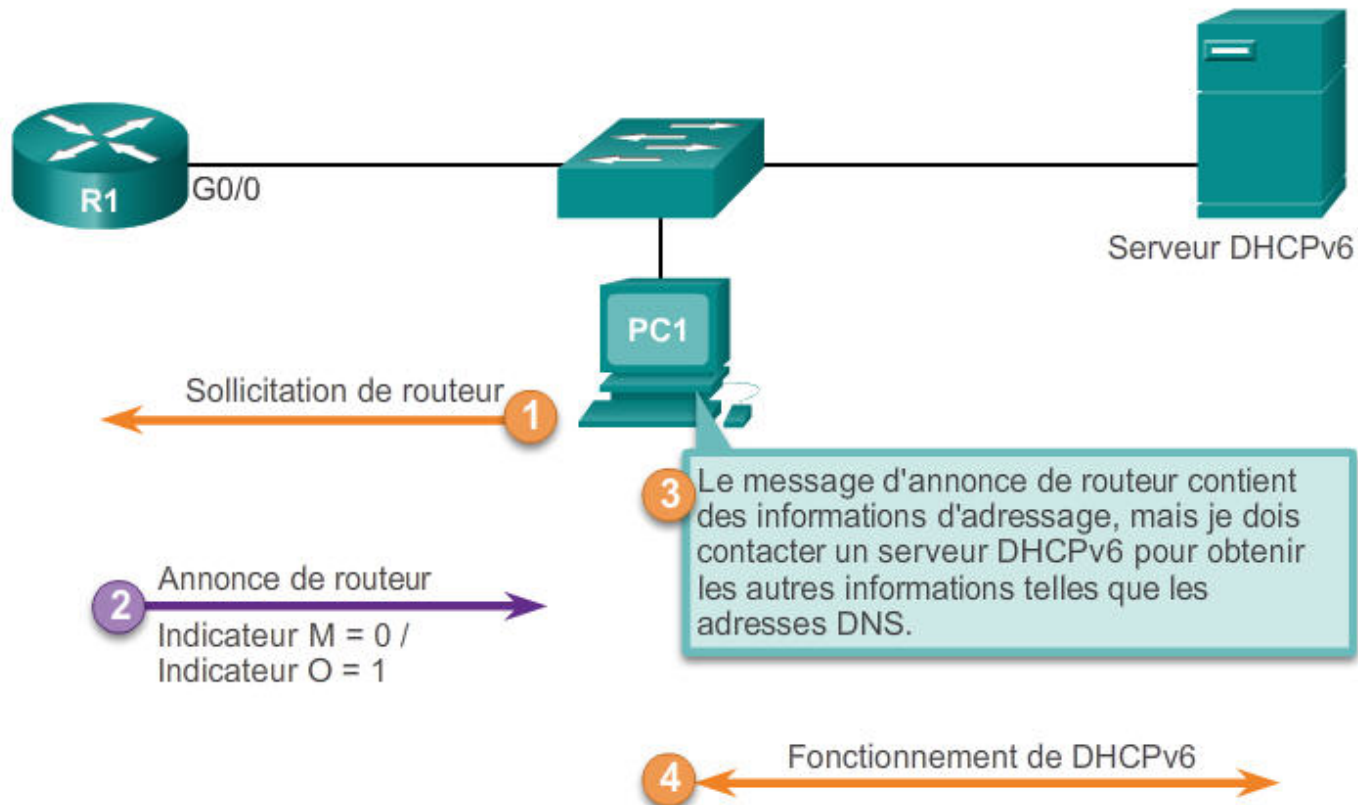 R1
G0/0
Serveur DHCPv6
PC1
Sollicitation de routeur
1
3
Le message d'annonce de routeur contient
des informations d'adressage, mais je dois
contacter un serveur DHCPv6 pour obtenir
les autres informations telles que les
adresses DNS.
2
Annonce de routeur
Indicateur M = 0 /
Indicateur O = 1
4
Fonctionnement de DHCPv6